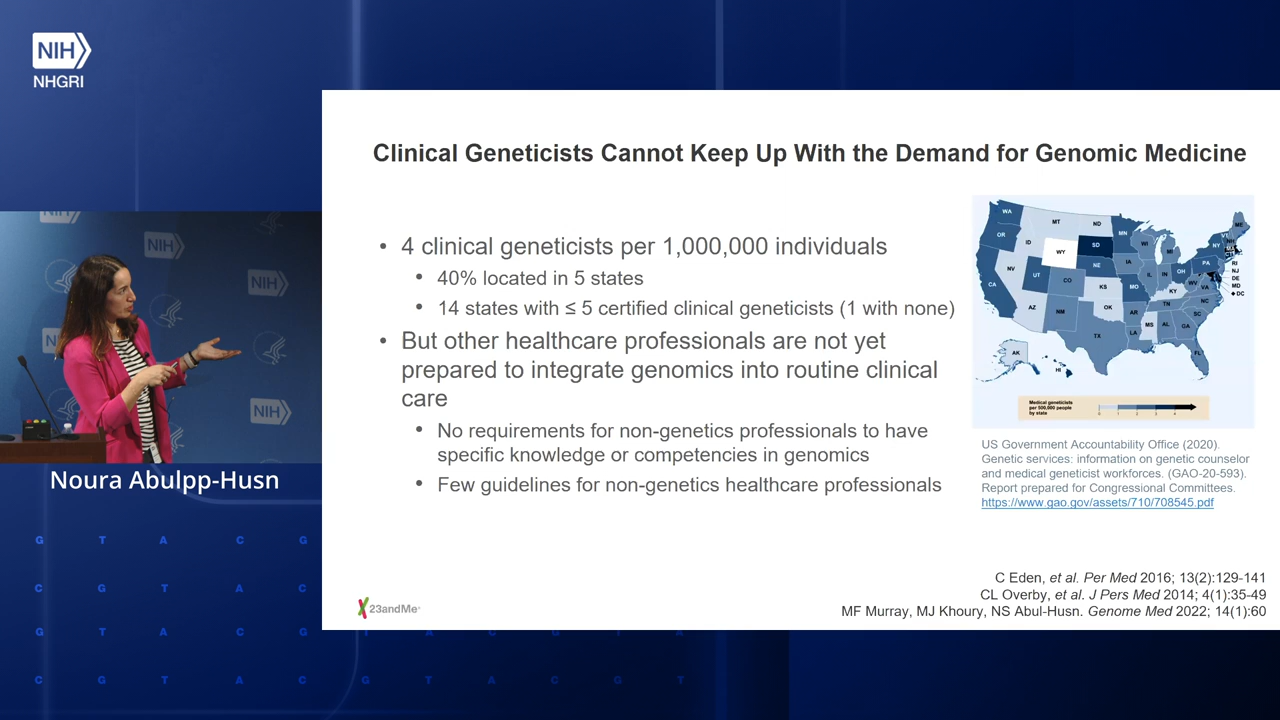 NIH
NHGRI
Clinical Geneticists Cannot Keep Up With the Demand for Genomic Medicine
• 4 clinical geneticists per 1,000,000 individuals
• 40% located in 5 states
• 14 states with ≤ 5 certified clinical geneticists (1 with none)
• But other healthcare professionals are not yet
prepared to integrate genomics into routine clinical
care
• No requirements for non-genetics professionals to have
specific knowledge or competencies in genomics
• Few guidelines for non-genetics healthcare professionals
WA
MT
ND
MN
ME
OR
ID
WY
SD
WI
MI
NY
VT
NH
NV
UT
CO
NE
IA
IL
IN
OH
PA
RI
NJ
DE
MD
DC
CA
AZ
NM
KS
OK
MO
KY
WV
VA
TN
NC
SC
AR
MS
AL
GA
LA
TX
FL
AK
HI
Medical geneticists
per 500,000 people
by state
US Government Accountability Office (2020).
Genetic services: information on genetic counselor
and medical geneticist workforces. (GAO-20-593).
Report prepared for Congressional Committees.
https://www.gao.gov/assets/710/708545.pdf
C Eden, et al. Per Med 2016; 13(2):129-141
CL Overby, et al. J Pers Med 2014; 4(1):35-49
MF Murray, MJ Khoury, NS Abul-Husn. Genome Med 2022; 14(1):60
23andMe
NIH
NIH
NIH
NIH
Noura Abulpp-Husn
G T A C G
C G T A C
G T A C G T A C G T A
C G T A C G T A C G T